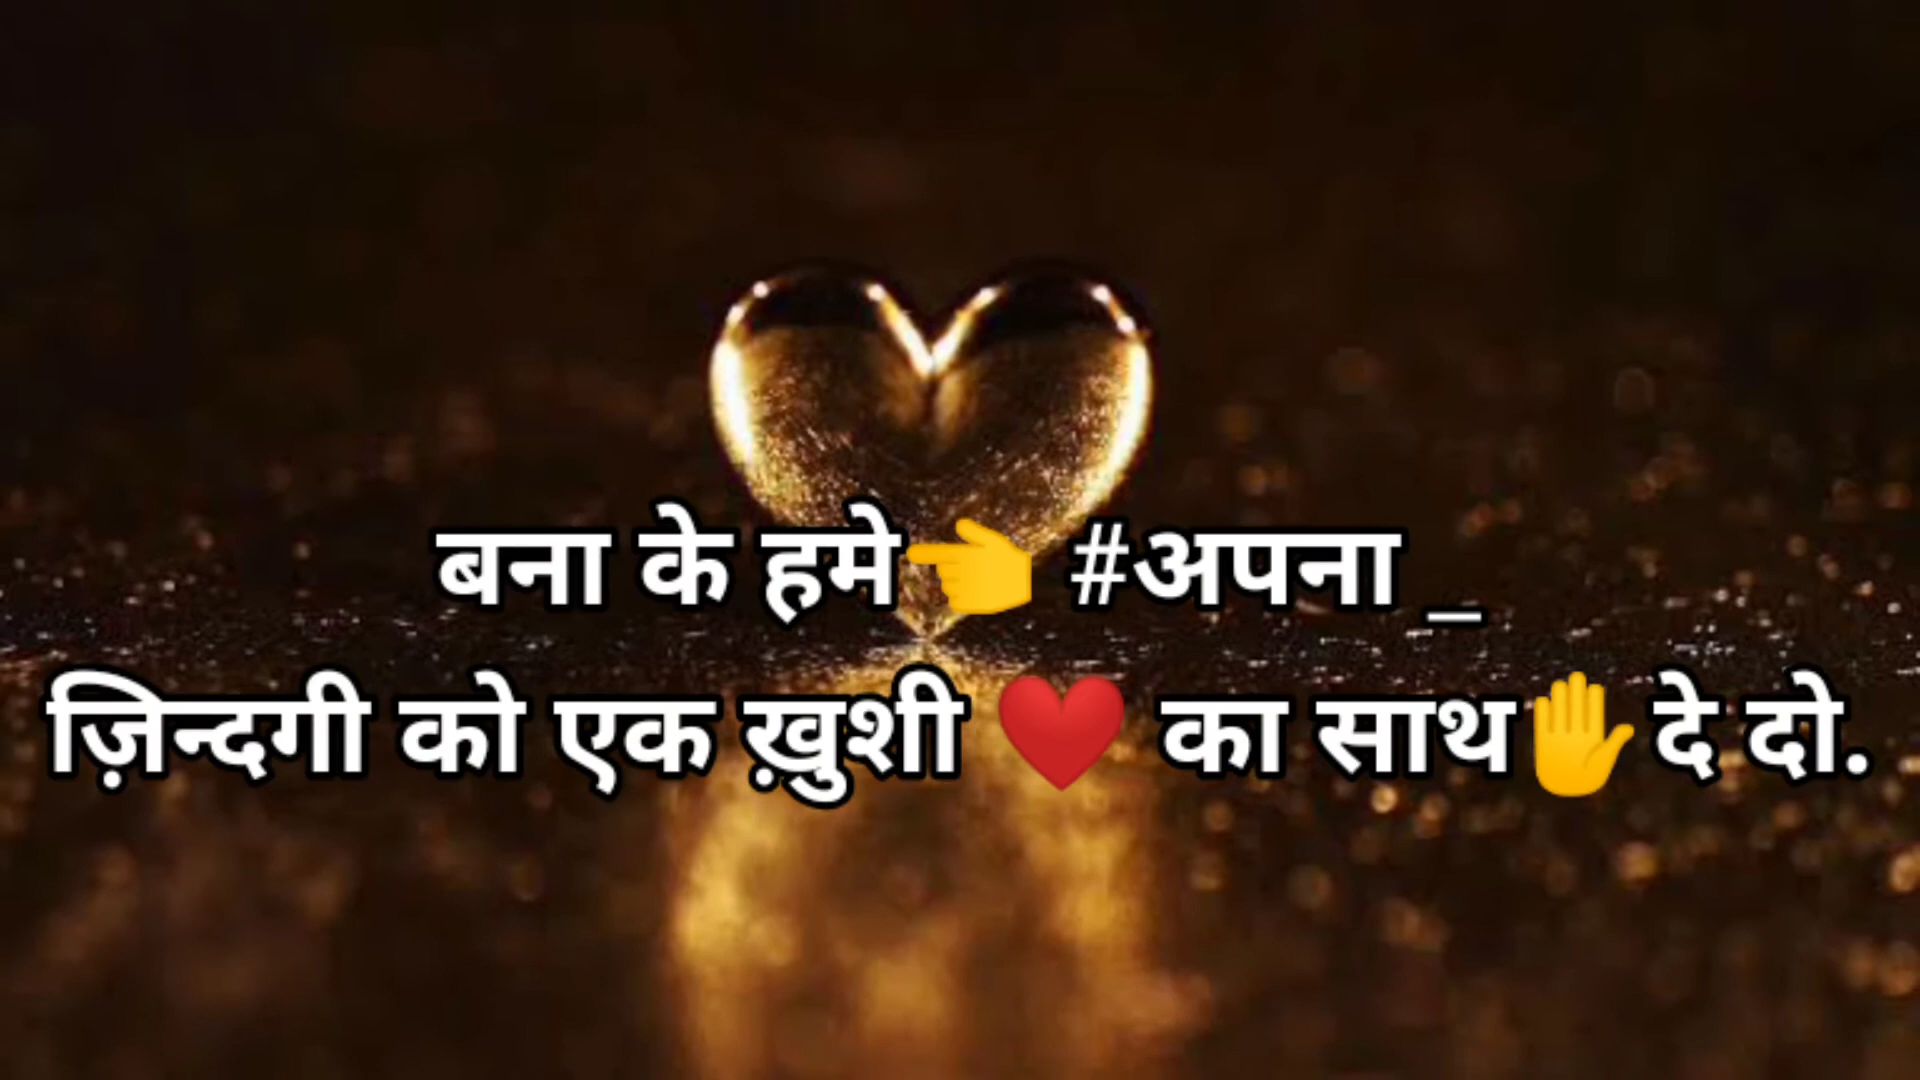 बना के हमे👈 #अपना _
ज़िन्दगी को एक ख़ुशी ❤️ का साथ✋दे दो.